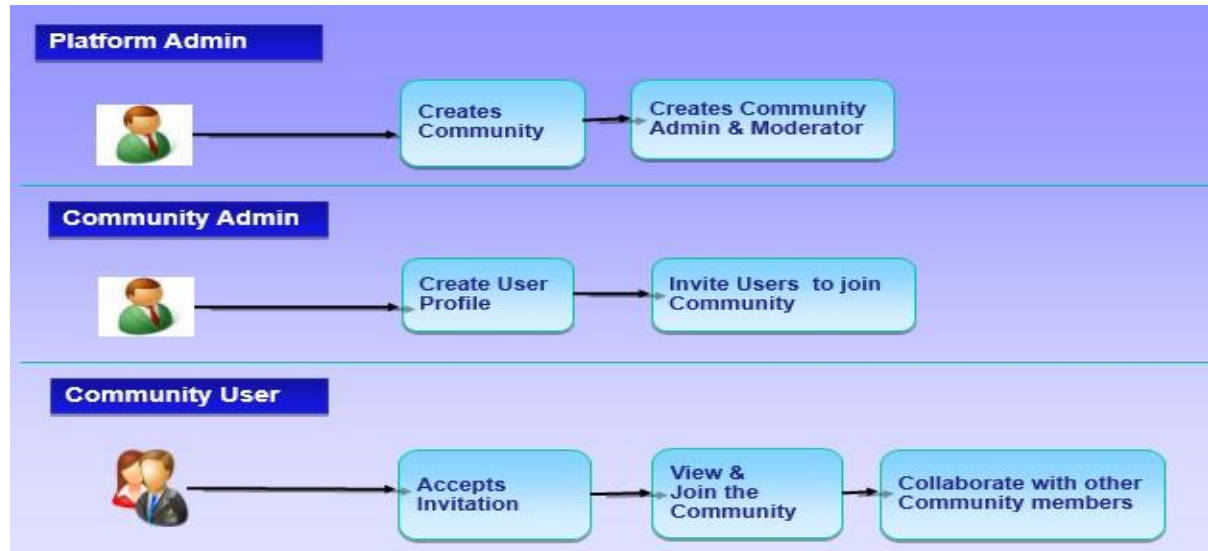 Platform Admin
Creates
Community
Creates Community
Admin & Moderator
Community Admin
Create User
Profile
Invite Users to join
Community
Community User
Accepts
Invitation
View &
Join the
Community
Collaborate with other
Community members